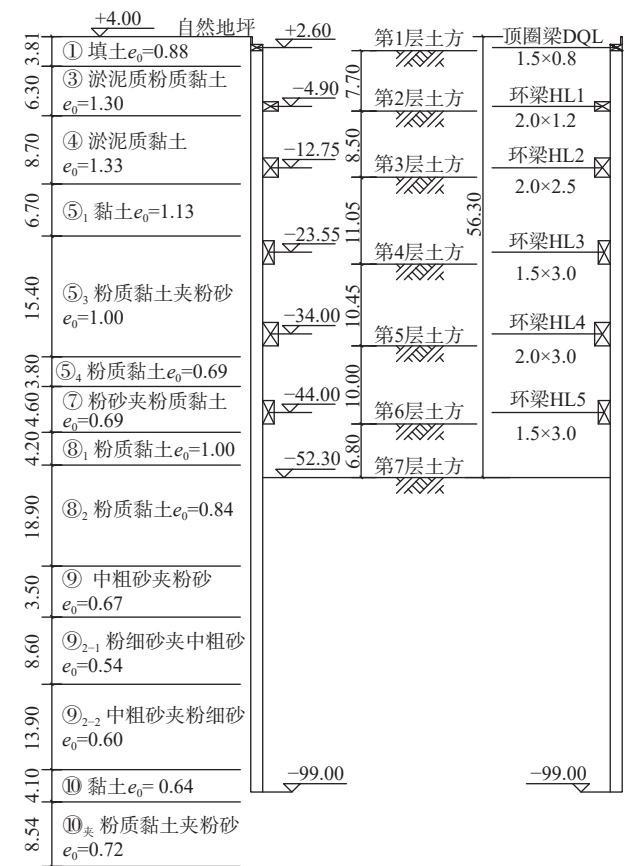 +4.00
自然地坪
3.81
① 填土e₀=0.88
6.30
③ 淤泥质粉质黏土
e₀=1.30
8.70
④ 淤泥质黏土
e₀=1.33
6.70
⑤₁ 黏土e₀=1.13
15.40
⑤₃ 粉质黏土夹粉砂
e₀=1.00
3.80
⑤₄ 粉质黏土e₀=0.69
4.60
⑦ 粉砂夹粉质黏土
e₀=0.69
4.20
⑧₁ 粉质黏土e₀=1.00
18.90
⑧₂ 粉质黏土e₀=0.84
3.50
⑨ 中粗砂夹粉砂
e₀=0.67
8.60
⑨₂₋₁ 粉细砂夹中粗砂
e₀=0.54
13.90
⑨₂₋₂ 中粗砂夹粉细砂
e₀=0.60
4.10
⑩ 黏土e₀= 0.64
8.54
⑩夹 粉质黏土夹粉砂
e₀=0.72
+2.60
−4.90
−12.75
−23.55
−34.00
−44.00
−52.30
−99.00
7.70
8.50
11.05
10.45
10.00
6.80
第1层土方
第2层土方
第3层土方
第4层土方
第5层土方
第6层土方
第7层土方
56.30
顶圈梁DQL
1.5×0.8
环梁HL1
2.0×1.2
环梁HL2
2.0×2.5
环梁HL3
1.5×3.0
环梁HL4
2.0×3.0
环梁HL5
1.5×3.0
−99.00